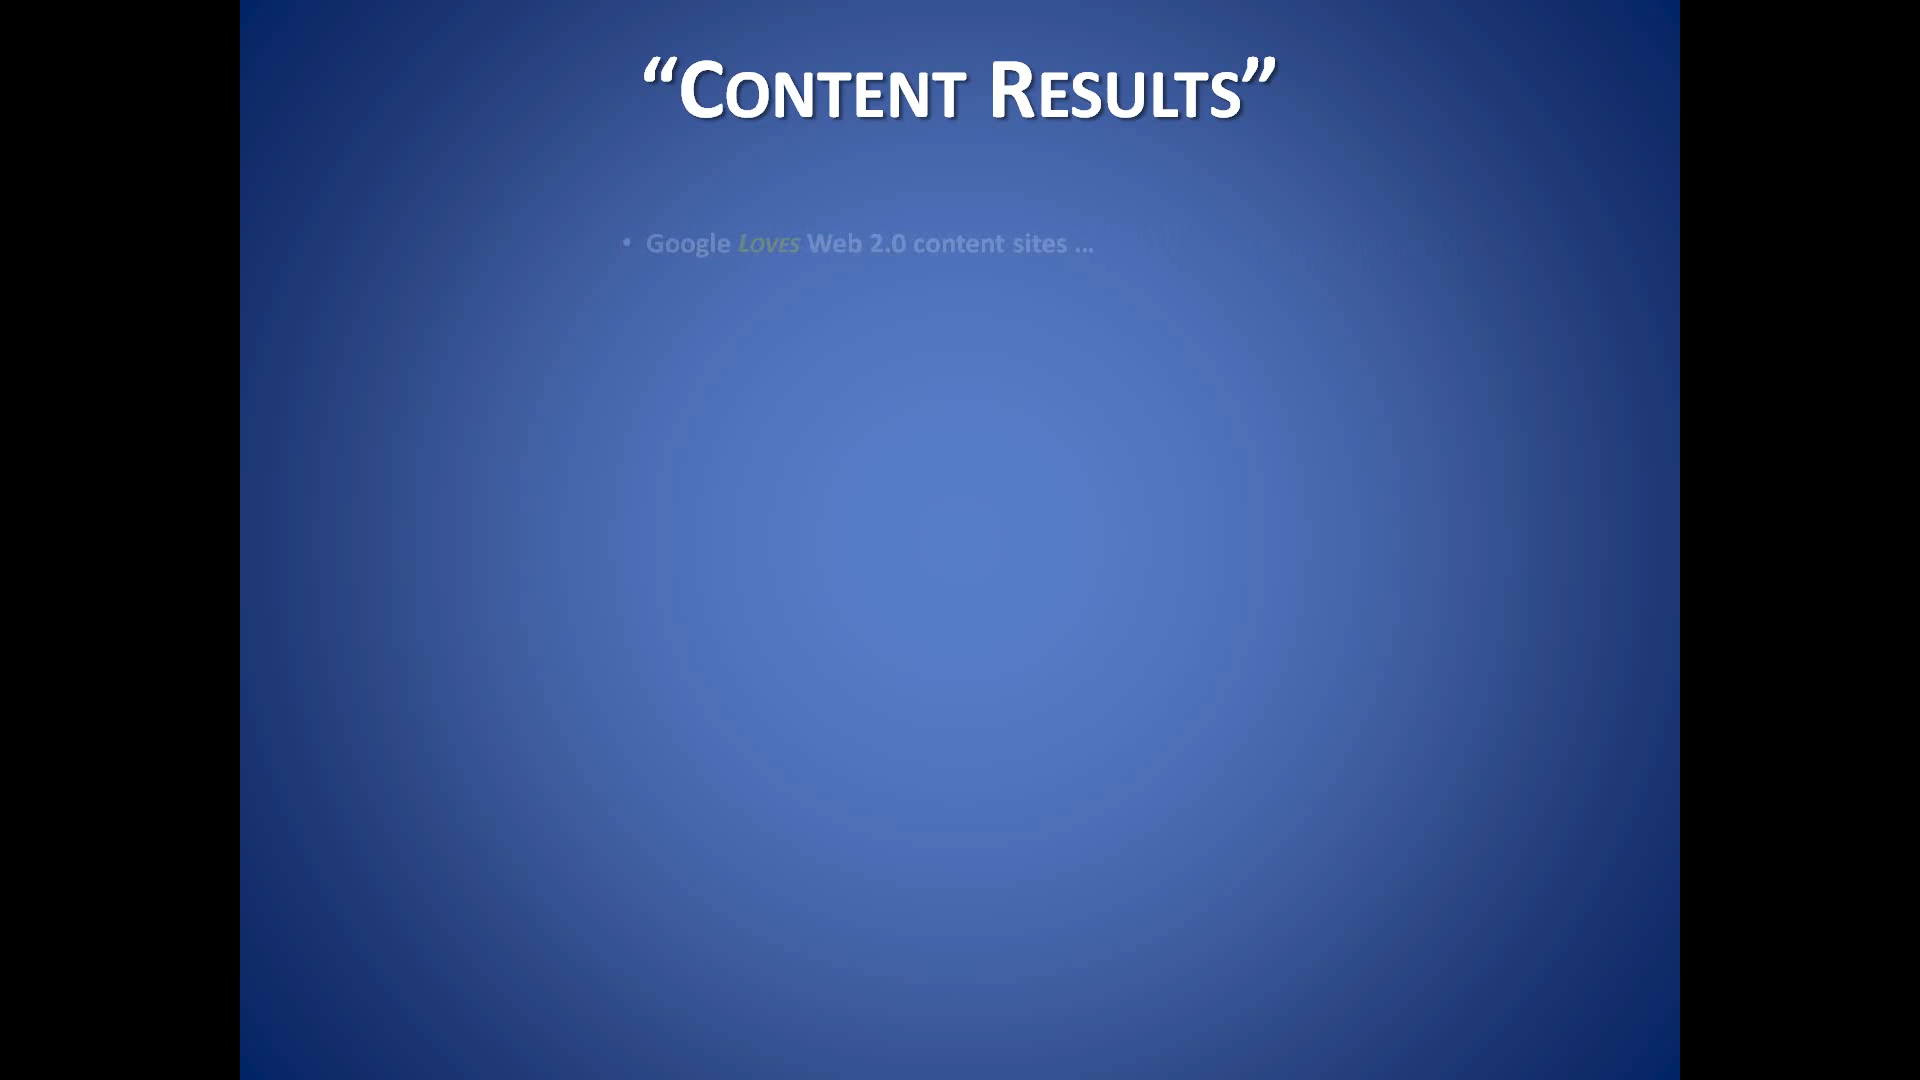 “CONTENT RESULTS”
• Google LOVES Web 2.0 content sites ...